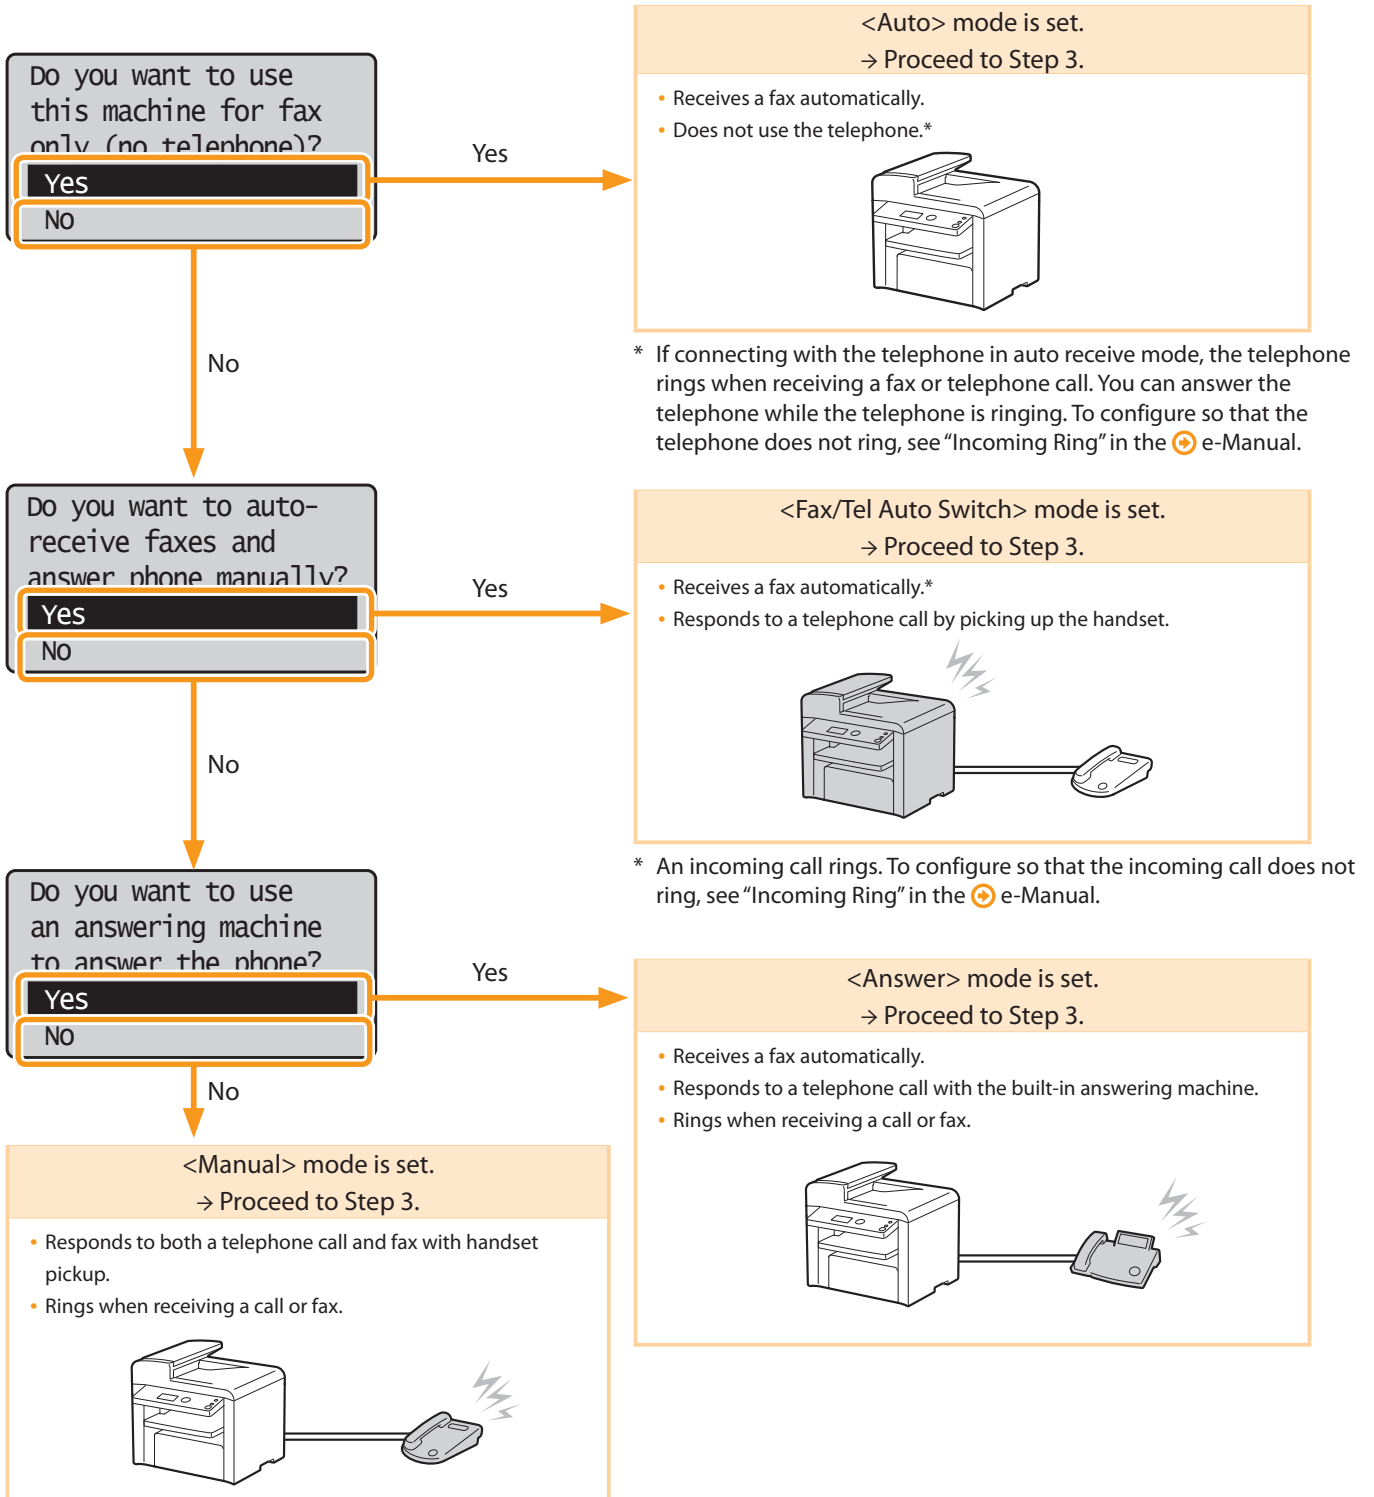 Do you want to use
this machine for fax
only (no telephone)?
Yes
No
Yes
No
<Auto> mode is set.
→ Proceed to Step 3.
• Receives a fax automatically.
• Does not use the telephone.*
* If connecting with the telephone in auto receive mode, the telephone
rings when receiving a fax or telephone call. You can answer the
telephone while the telephone is ringing. To configure so that the
telephone does not ring, see “Incoming Ring” in the e-Manual.
Do you want to auto-
receive faxes and
answer phone manually?
Yes
No
Yes
No
<Fax/Tel Auto Switch> mode is set.
→ Proceed to Step 3.
• Receives a fax automatically.*
• Responds to a telephone call by picking up the handset.
* An incoming call rings. To configure so that the incoming call does not
ring, see “Incoming Ring” in the e-Manual.
Do you want to use
an answering machine
to answer the phone?
Yes
No
Yes
No
<Answer> mode is set.
→ Proceed to Step 3.
• Receives a fax automatically.
• Responds to a telephone call with the built-in answering machine.
• Rings when receiving a call or fax.
<Manual> mode is set.
→ Proceed to Step 3.
• Responds to both a telephone call and fax with handset
pickup.
• Rings when receiving a call or fax.